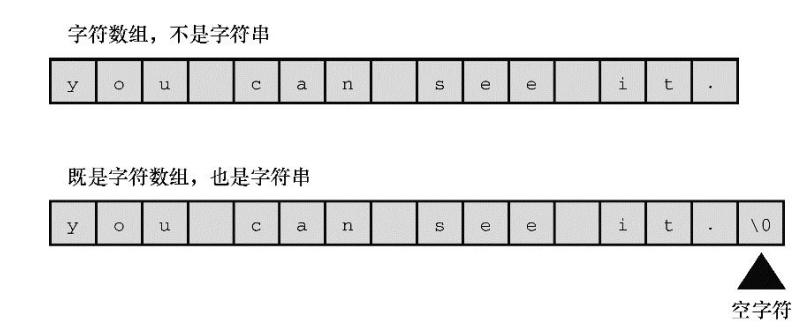 字符数组，不是字符串
y o u c a n s e e i t .
既是字符数组，也是字符串
y o u c a n s e e i t . \0
空字符